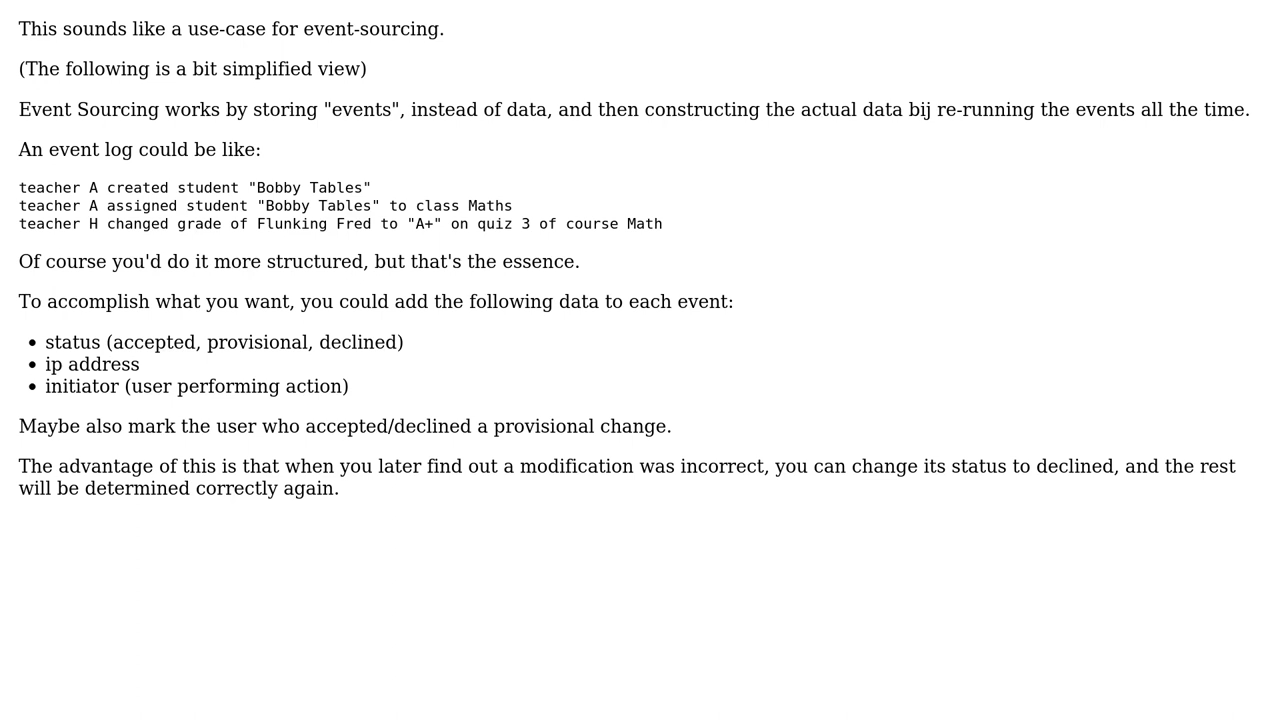 This sounds like a use-case for event-sourcing.
(The following is a bit simplified view)
Event Sourcing works by storing "events", instead of data, and then constructing the actual data bij re-running the events all the time.
An event log could be like:
teacher A created student "Bobby Tables"
teacher A assigned student "Bobby Tables" to class Maths
teacher H changed grade of Flunking Fred to "A+" on quiz 3 of course Math
Of course you'd do it more structured, but that's the essence.
To accomplish what you want, you could add the following data to each event:
• status (accepted, provisional, declined)
• ip address
• initiator (user performing action)
Maybe also mark the user who accepted/declined a provisional change.
The advantage of this is that when you later find out a modification was incorrect, you can change its status to declined, and the rest
will be determined correctly again.